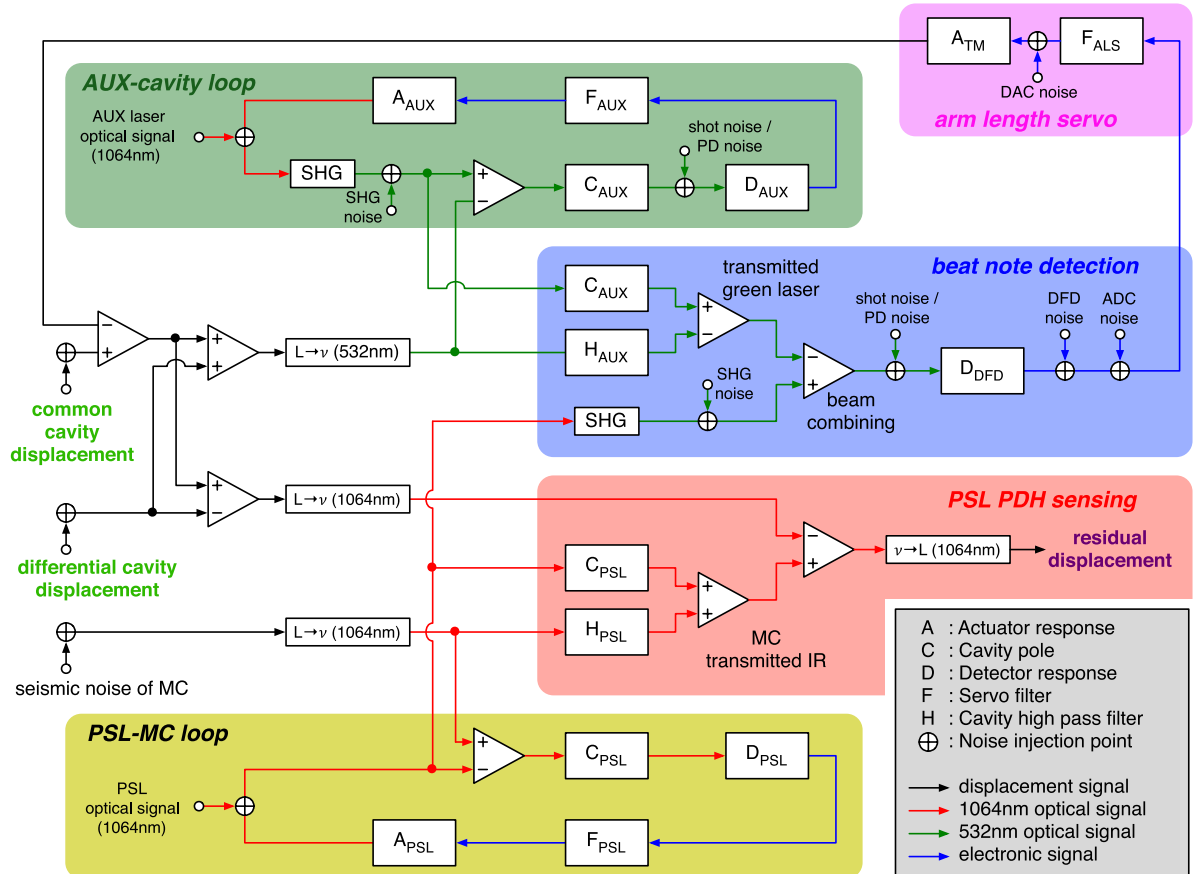 A_TM
F_ALS
DAC noise
arm length servo
AUX-cavity loop
AUX laser
optical signal
(1064nm)
A_AUX
F_AUX
SHG
SHG
noise
+
−
C_AUX
shot noise /
PD noise
D_AUX
beat note detection
C_AUX
H_AUX
+
−
transmitted
green laser
SHG
SHG
noise
−
+
beam
combining
shot noise /
PD noise
D_DFD
DFD
noise
ADC
noise
−
+
+
+
L→ν (532nm)
common
cavity
displacement
+
−
L→ν (1064nm)
differential cavity
displacement
L→ν (1064nm)
seismic noise of MC
PSL PDH sensing
C_PSL
H_PSL
+
+
MC
transmitted IR
−
+
ν→L (1064nm)
residual
displacement
PSL-MC loop
PSL
optical signal
(1064nm)
+
−
C_PSL
D_PSL
A_PSL
F_PSL
A : Actuator response
C : Cavity pole
D : Detector response
F : Servo filter
H : Cavity high pass filter
⊕ : Noise injection point
displacement signal
1064nm optical signal
532nm optical signal
electronic signal